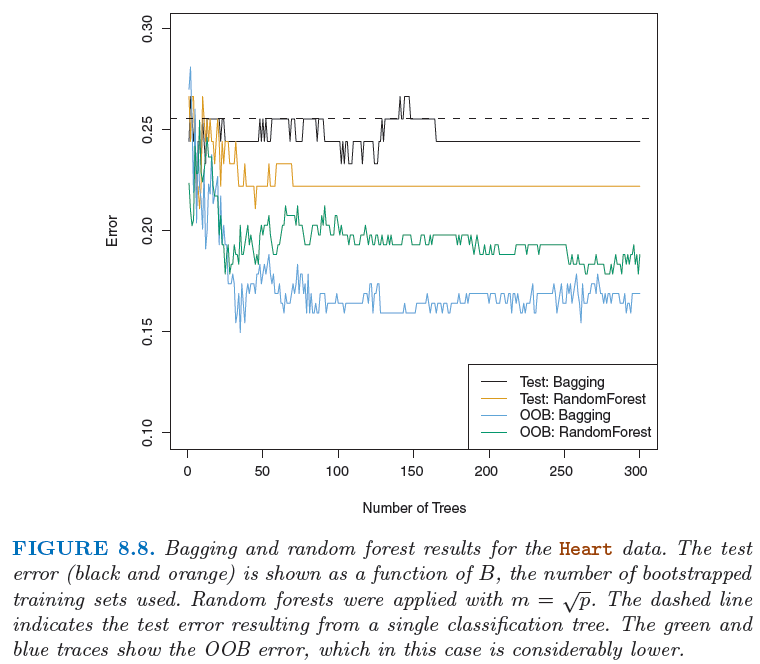 0.30
0.25
0.20
0.15
0.10
Error
Test: Bagging
Test: RandomForest
OOB: Bagging
OOB: RandomForest
0 50 100 150 200 250 300
Number of Trees
FIGURE 8.8. Bagging and random forest results for the Heart data. The test
error (black and orange) is shown as a function of B, the number of bootstrapped
training sets used. Random forests were applied with m = √p. The dashed line
indicates the test error resulting from a single classification tree. The green and
blue traces show the OOB error, which in this case is considerably lower.